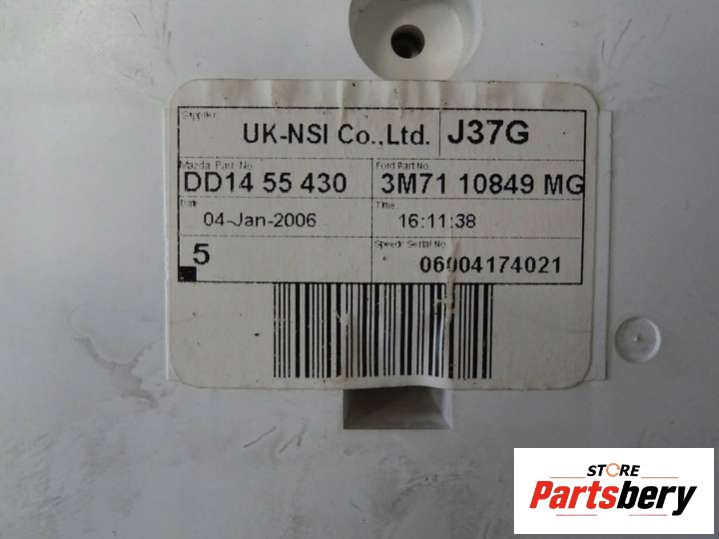 Supplier
UK-NSI Co.,Ltd. J37G
Mazda Part No Ford Part No
DD14 55 430 3M71 10849 MG
Date Time
04-Jan-2006 16:11:38
Speedo Serial No
5 06004174021
STORE
Partsbery